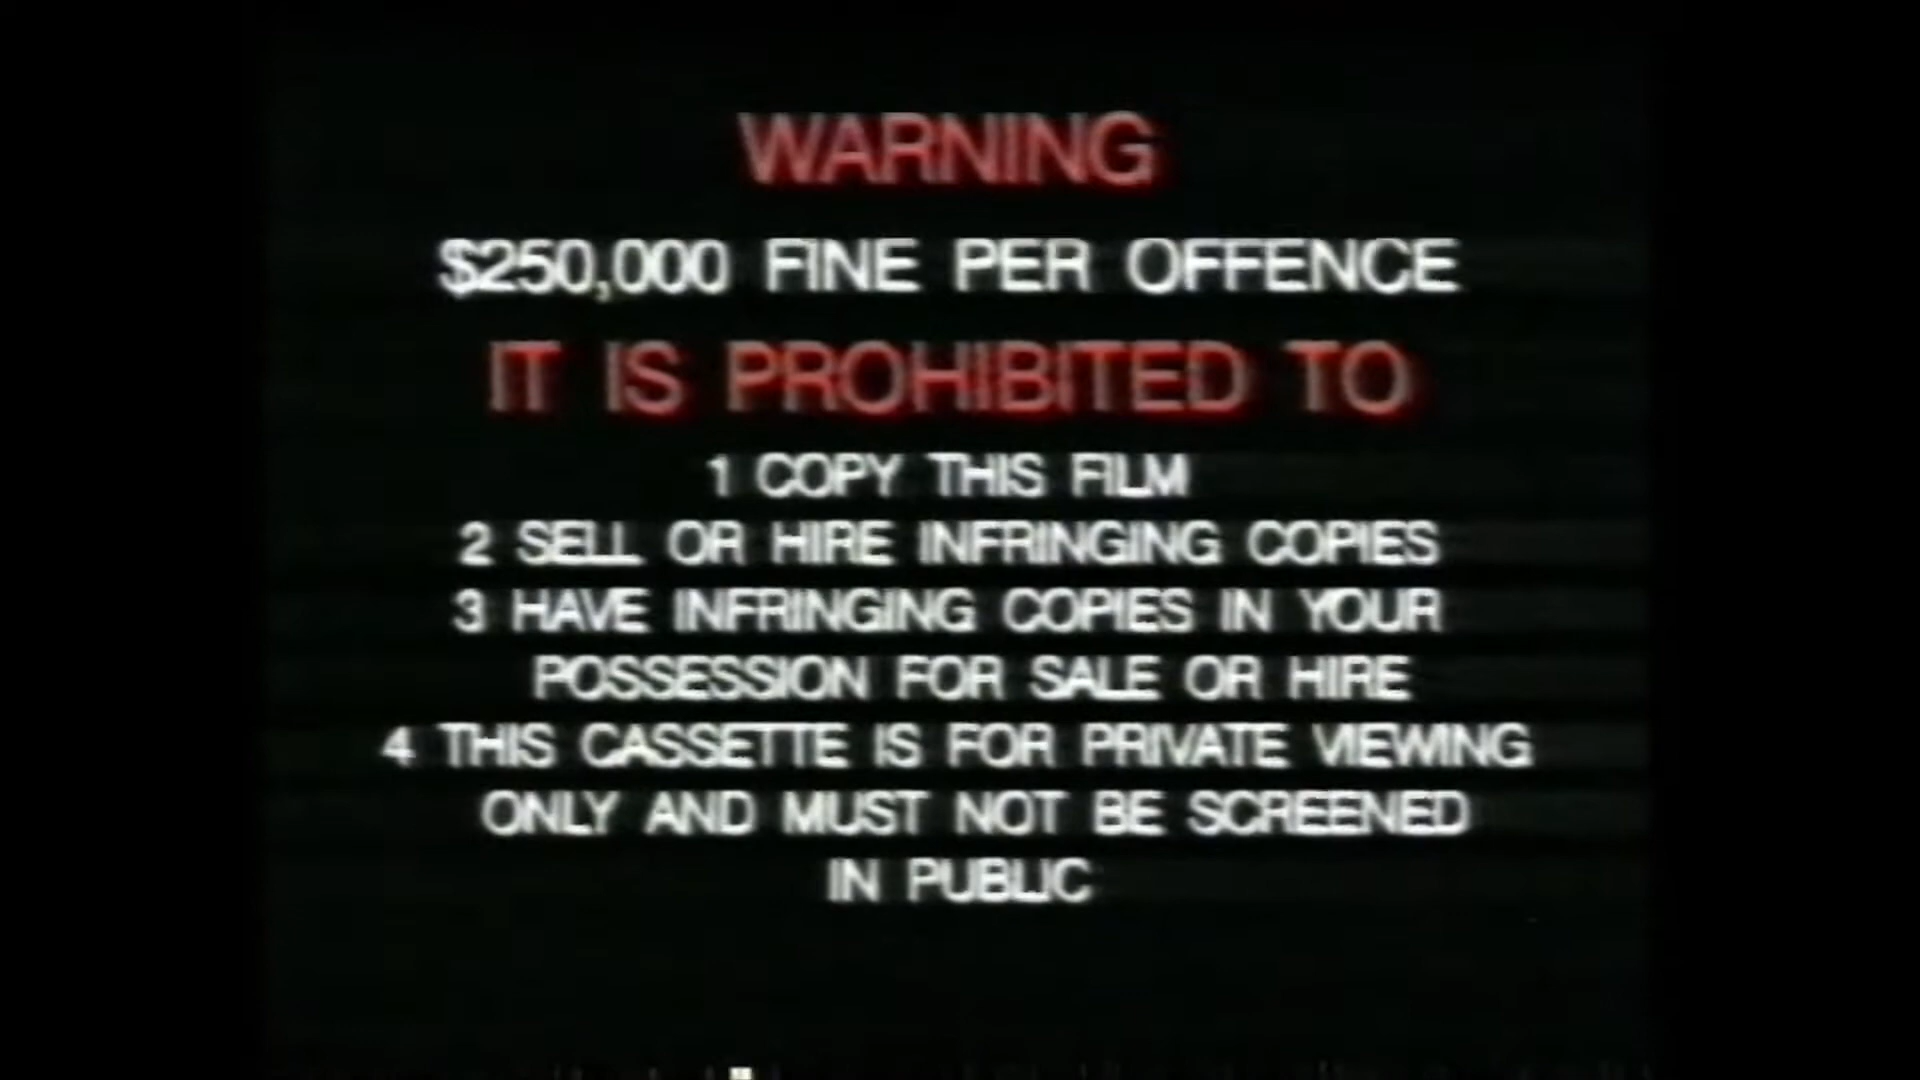 WARNING
$250,000 FINE PER OFFENCE
IT IS PROHIBITED TO
1 COPY THIS FILM
2 SELL OR HIRE INFRINGING COPIES
3 HAVE INFRINGING COPIES IN YOUR
POSSESSION FOR SALE OR HIRE
4 THIS CASSETTE IS FOR PRIVATE VIEWING
ONLY AND MUST NOT BE SCREENED
IN PUBLIC